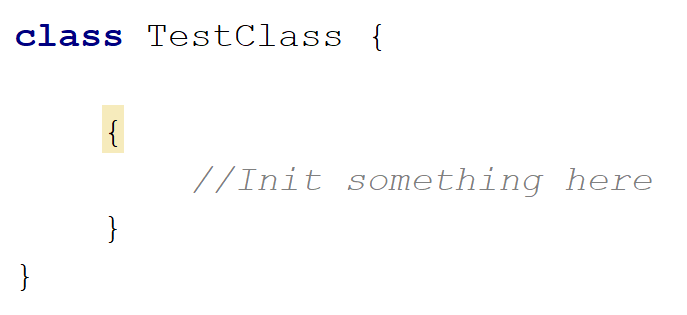 class TestClass {
{
//Init something here
}
}